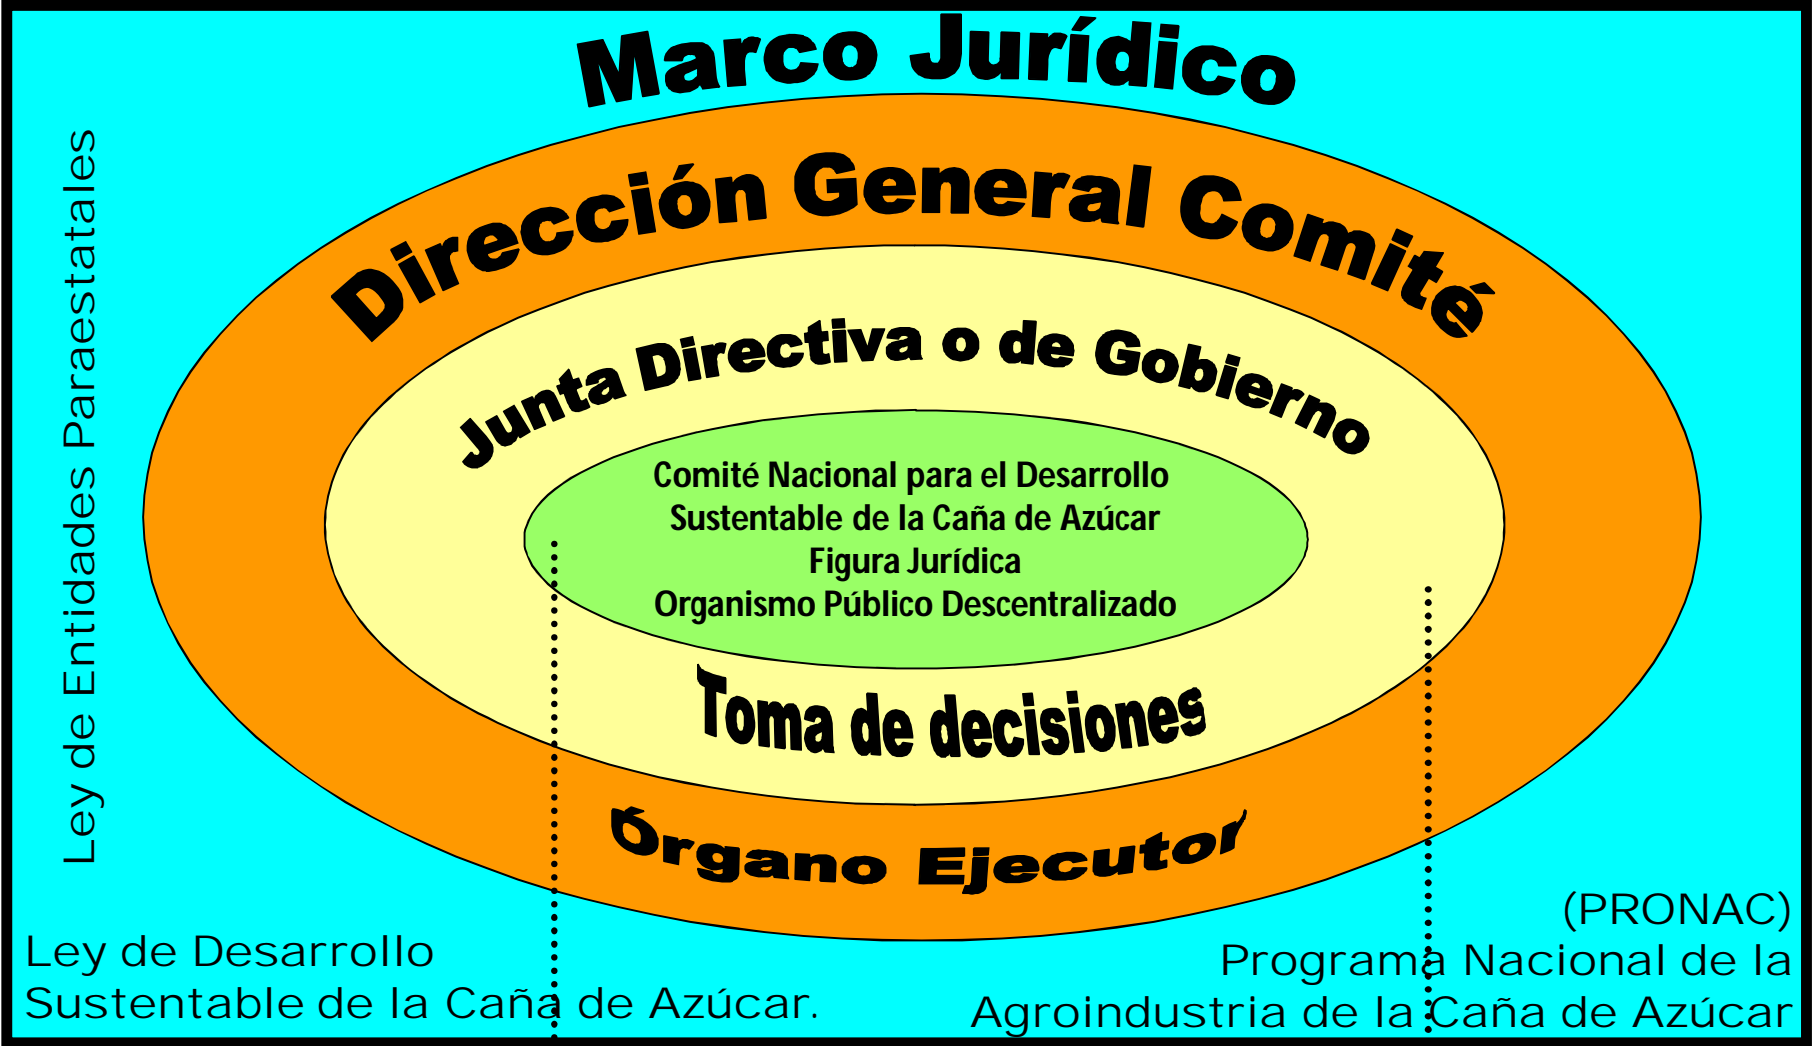 Marco Jurídico
Dirección General Comité
Junta Directiva o de Gobierno
Comité Nacional para el Desarrollo
Sustentable de la Caña de Azúcar
Figura Jurídica
Organismo Público Descentralizado
Toma de decisiones
Órgano Ejecutor
Ley de Entidades Paraestatales
Ley de Desarrollo
Sustentable de la Caña de Azúcar.
(PRONAC)
Programa Nacional de la
Agroindustria de la Caña de Azúcar